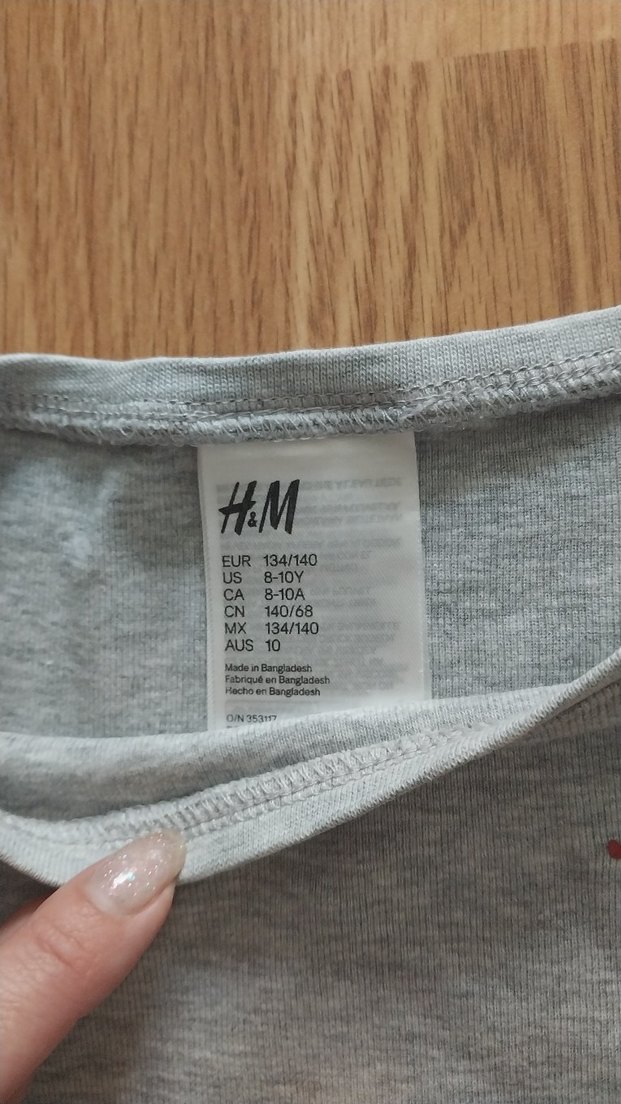 H&M
EUR 134/140
US 8-10Y
CA 8-10A
CN 140/68
MX 134/140
AUS 10
Made in Bangladesh
Fabriqué en Bangladesh
Hecho en Bangladesh
O/N 353117